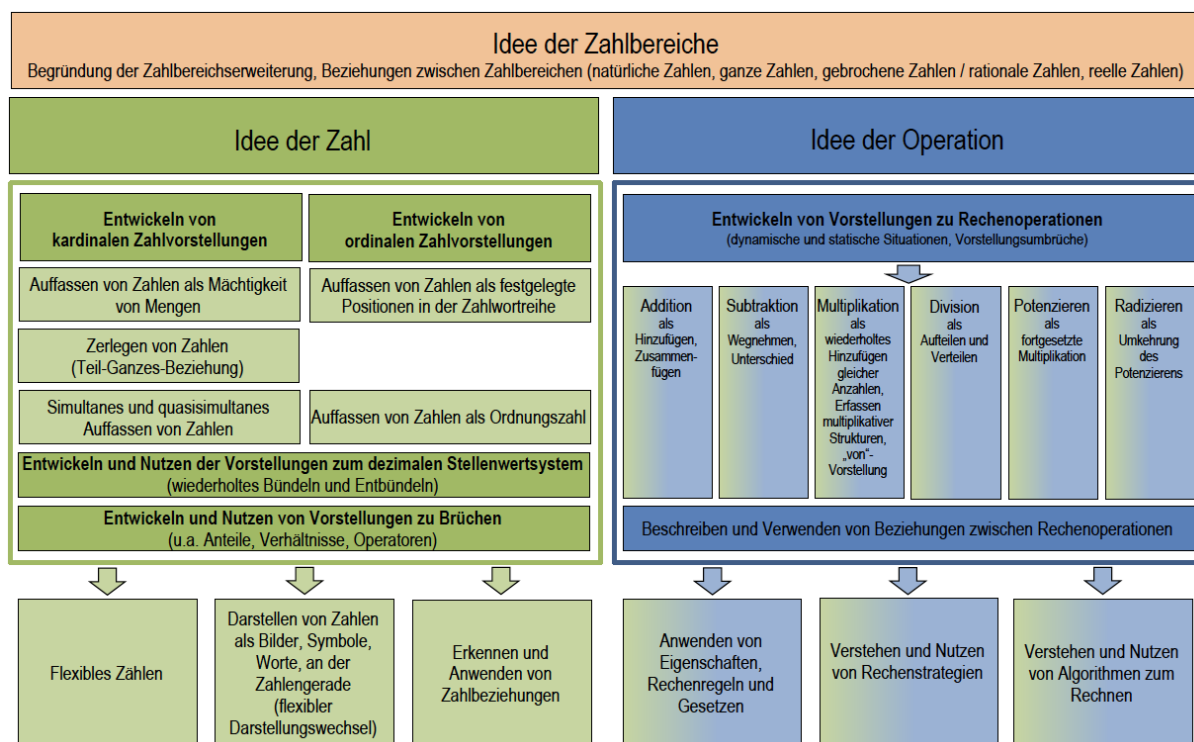 Idee der Zahlbereiche
Begründung der Zahlbereichserweiterung, Beziehungen zwischen Zahlbereichen (natürliche Zahlen, ganze Zahlen, gebrochene Zahlen / rationale Zahlen, reelle Zahlen)
Idee der Zahl
Entwickeln von
kardinalen Zahlvorstellungen
Entwickeln von
ordinalen Zahlvorstellungen
Auffassen von Zahlen als Mächtigkeit
von Mengen
Auffassen von Zahlen als festgelegte
Positionen in der Zahlwortreihe
Zerlegen von Zahlen
(Teil-Ganzes-Beziehung)
Simultanes und quasisimultanes
Auffassen von Zahlen
Auffassen von Zahlen als Ordnungszahl
Entwickeln und Nutzen der Vorstellungen zum dezimalen Stellenwertsystem
(wiederholtes Bündeln und Entbündeln)
Entwickeln und Nutzen von Vorstellungen zu Brüchen
(u.a. Anteile, Verhältnisse, Operatoren)
Flexibles Zählen
Darstellen von Zahlen
als Bilder, Symbole,
Worte, an der
Zahlengerade
(flexibler
Darstellungswechsel)
Erkennen und
Anwenden von
Zahlbeziehungen
Idee der Operation
Entwickeln von Vorstellungen zu Rechenoperationen
(dynamische und statische Situationen, Vorstellungsumbrüche)
Addition
als
Hinzufügen,
Zusammen-
fügen
Subtraktion
als
Wegnehmen,
Unterschied
Multiplikation
als
wiederholtes
Hinzufügen
gleicher
Anzahlen,
Erfassen
multiplikativer
Strukturen,
„von“-
Vorstellung
Division
als
Aufteilen und
Verteilen
Potenzieren
als
fortgesetzte
Multiplikation
Radizieren
als
Umkehrung
des
Potenzierens
Beschreiben und Verwenden von Beziehungen zwischen Rechenoperationen
Anwenden von
Eigenschaften,
Rechenregeln und
Gesetzen
Verstehen und Nutzen
von Rechenstrategien
Verstehen und Nutzen
von Algorithmen zum
Rechnen